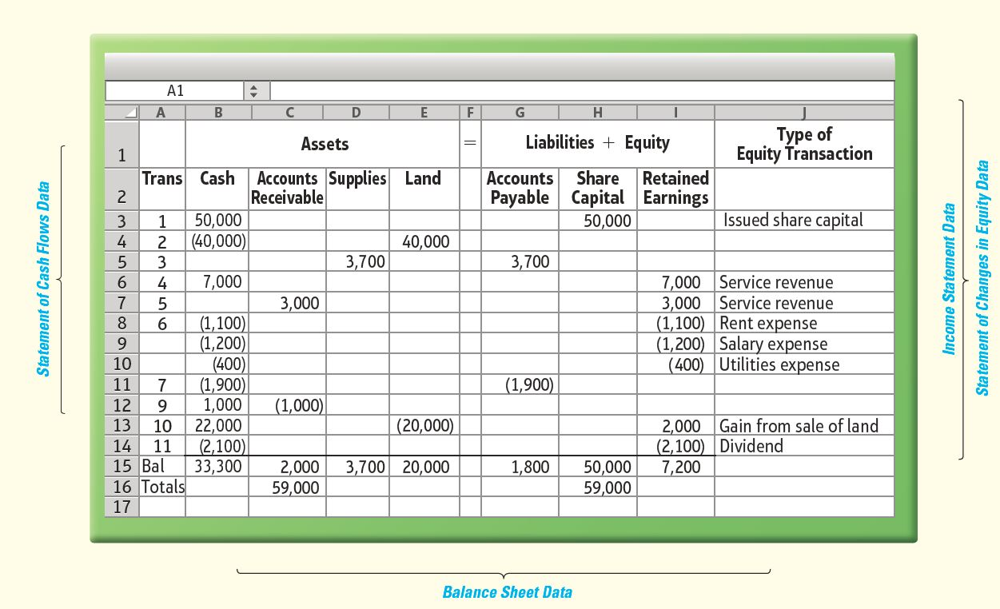 A1
A B C D E F G H I J
1 Assets = Liabilities + Equity Type of
Equity Transaction
2 Trans Cash Accounts Receivable Supplies Land Accounts Payable Share Capital Retained Earnings
3 1 50,000 50,000 Issued share capital
4 2 (40,000) 40,000
5 3 3,700 3,700
6 4 7,000 7,000 Service revenue
7 5 3,000 3,000 Service revenue
8 6 (1,100) (1,100) Rent expense
9 (1,200) (1,200) Salary expense
10 (400) (400) Utilities expense
11 7 (1,900) (1,900)
12 9 1,000 (1,000)
13 10 22,000 (20,000) 2,000 Gain from sale of land
14 11 (2,100) (2,100) Dividend
15 Bal 33,300 2,000 3,700 20,000 1,800 50,000 7,200
16 Totals 59,000 59,000
17
Statement of Cash Flows Data
Income Statement Data
Statement of Changes in Equity Data
Balance Sheet Data